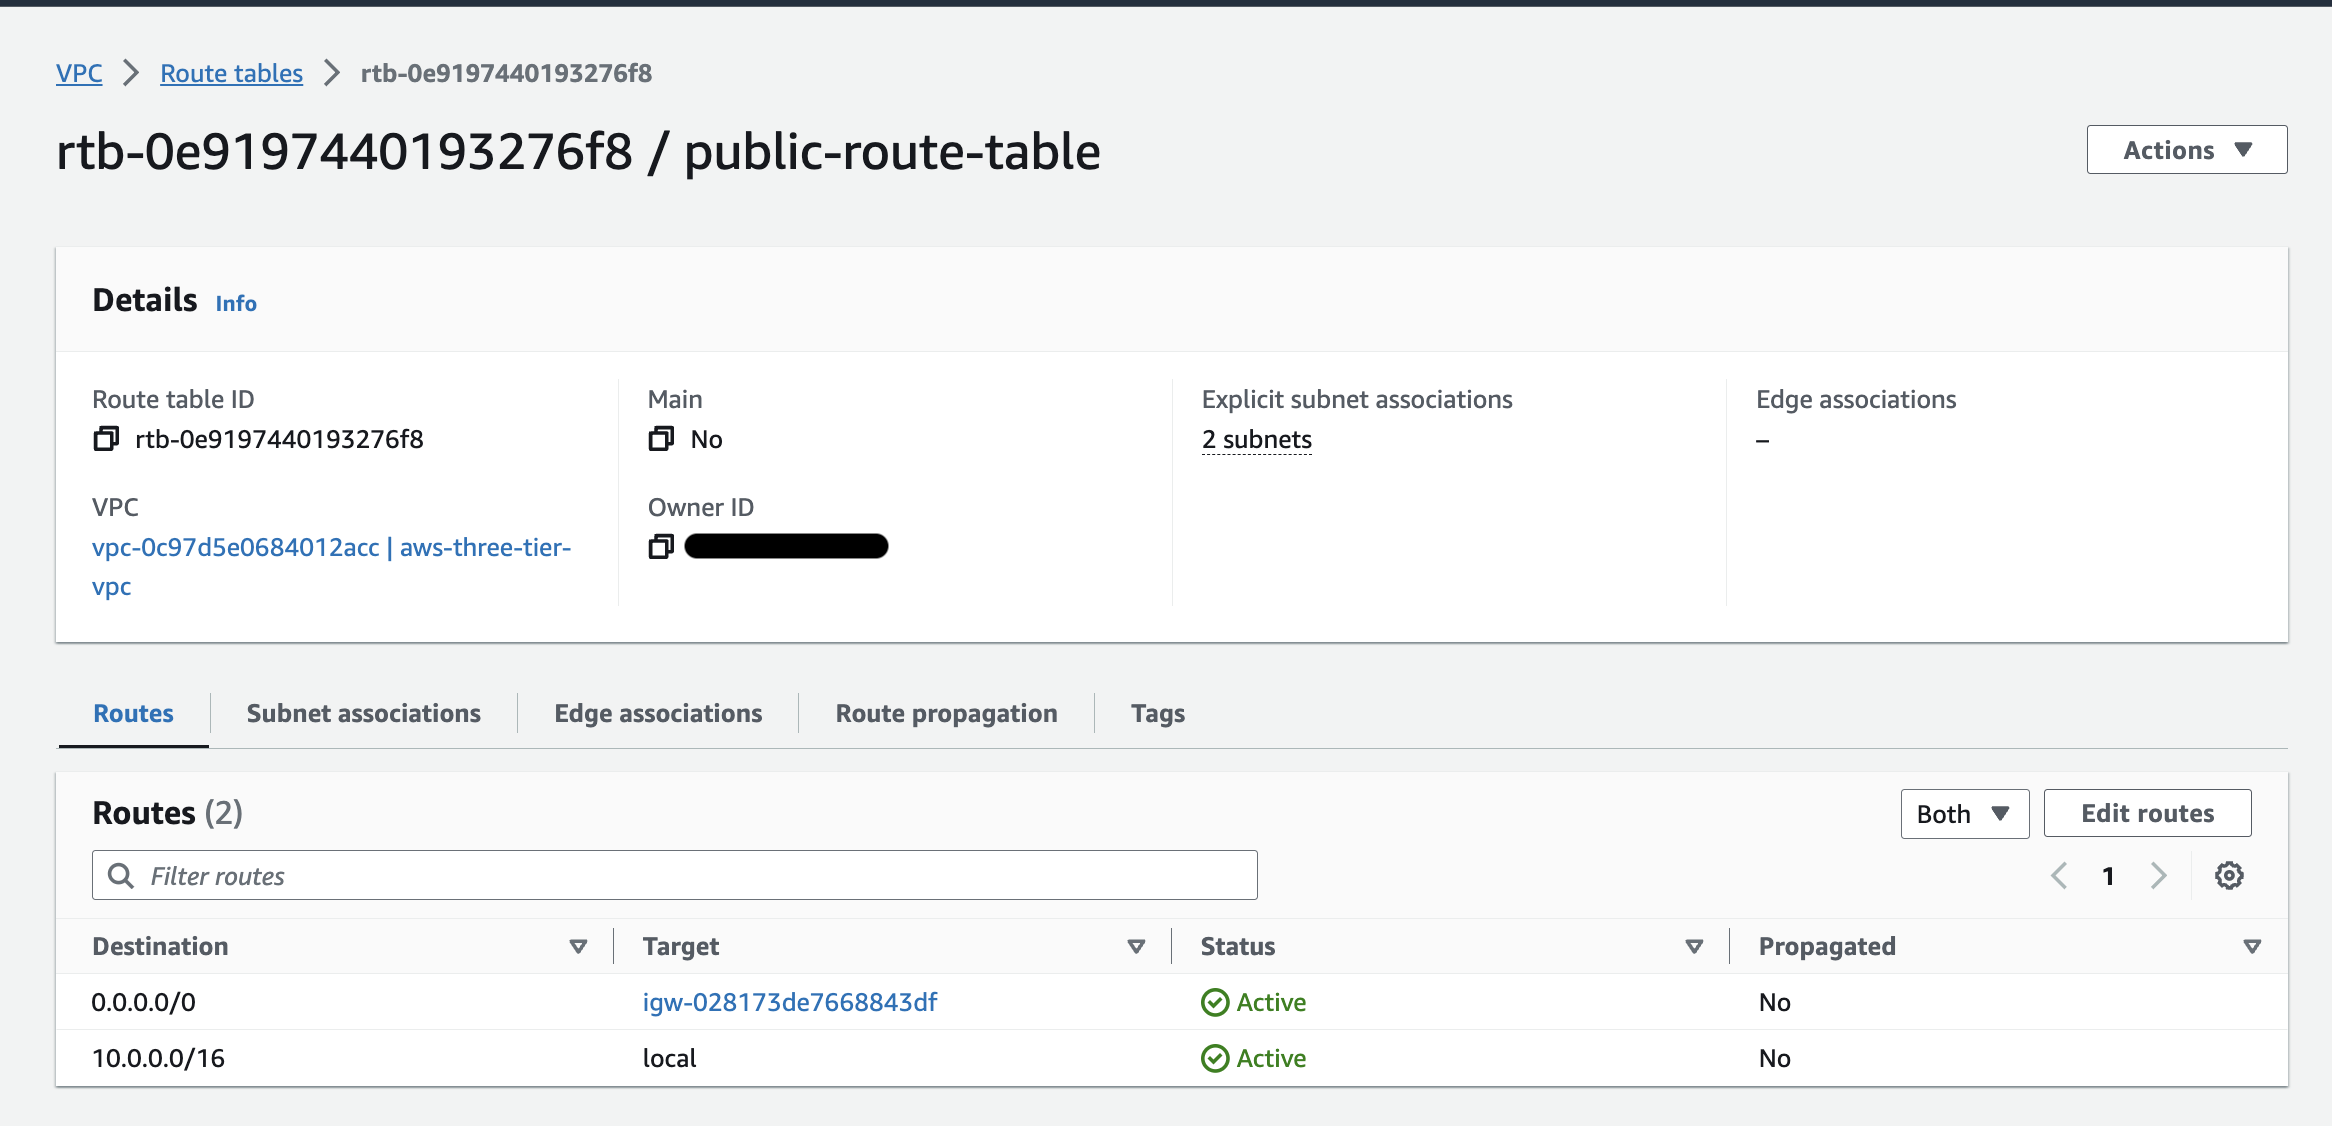 VPC > Route tables > rtb-0e9197440193276f8
rtb-0e9197440193276f8 / public-route-table
Actions
Details Info
Route table ID
rtb-0e9197440193276f8
Main
No
Explicit subnet associations
2 subnets
Edge associations
–
VPC
vpc-0c97d5e0684012acc | aws-three-tier-
vpc
Owner ID
Routes
Subnet associations
Edge associations
Route propagation
Tags
Routes (2)
Both
Edit routes
Filter routes
1
Destination Target Status Propagated
0.0.0.0/0 igw-028173de7668843df Active No
10.0.0.0/16 local Active No